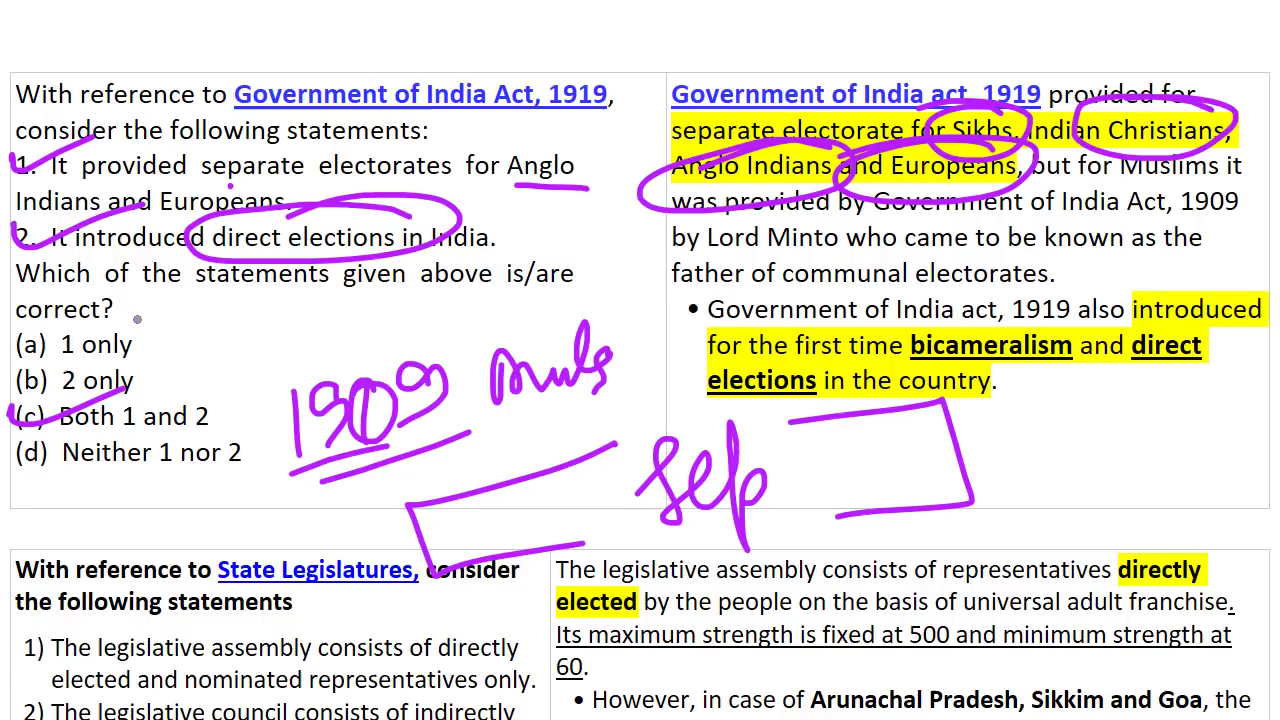 With reference to Government of India Act, 1919,
consider the following statements:
1. It provided separate electorates for Anglo
Indians and Europeans.
2. It introduced direct elections in India.
Which of the statements given above is/are
correct?
(a) 1 only
(b) 2 only
(c) Both 1 and 2
(d) Neither 1 nor 2
Government of India act, 1919 provided for
separate electorate for Sikhs, Indian Christians,
Anglo Indians and Europeans, but for Muslims it
was provided by Government of India Act, 1909
by Lord Minto who came to be known as the
father of communal electorates.
• Government of India act, 1919 also introduced
for the first time bicameralism and direct
elections in the country.
1909
With reference to State Legislatures, consider
the following statements
1) The legislative assembly consists of directly
elected and nominated representatives only.
2) The legislative council consists of indirectly
The legislative assembly consists of representatives directly
elected by the people on the basis of universal adult franchise.
Its maximum strength is fixed at 500 and minimum strength at
60.
• However, in case of Arunachal Pradesh, Sikkim and Goa, the